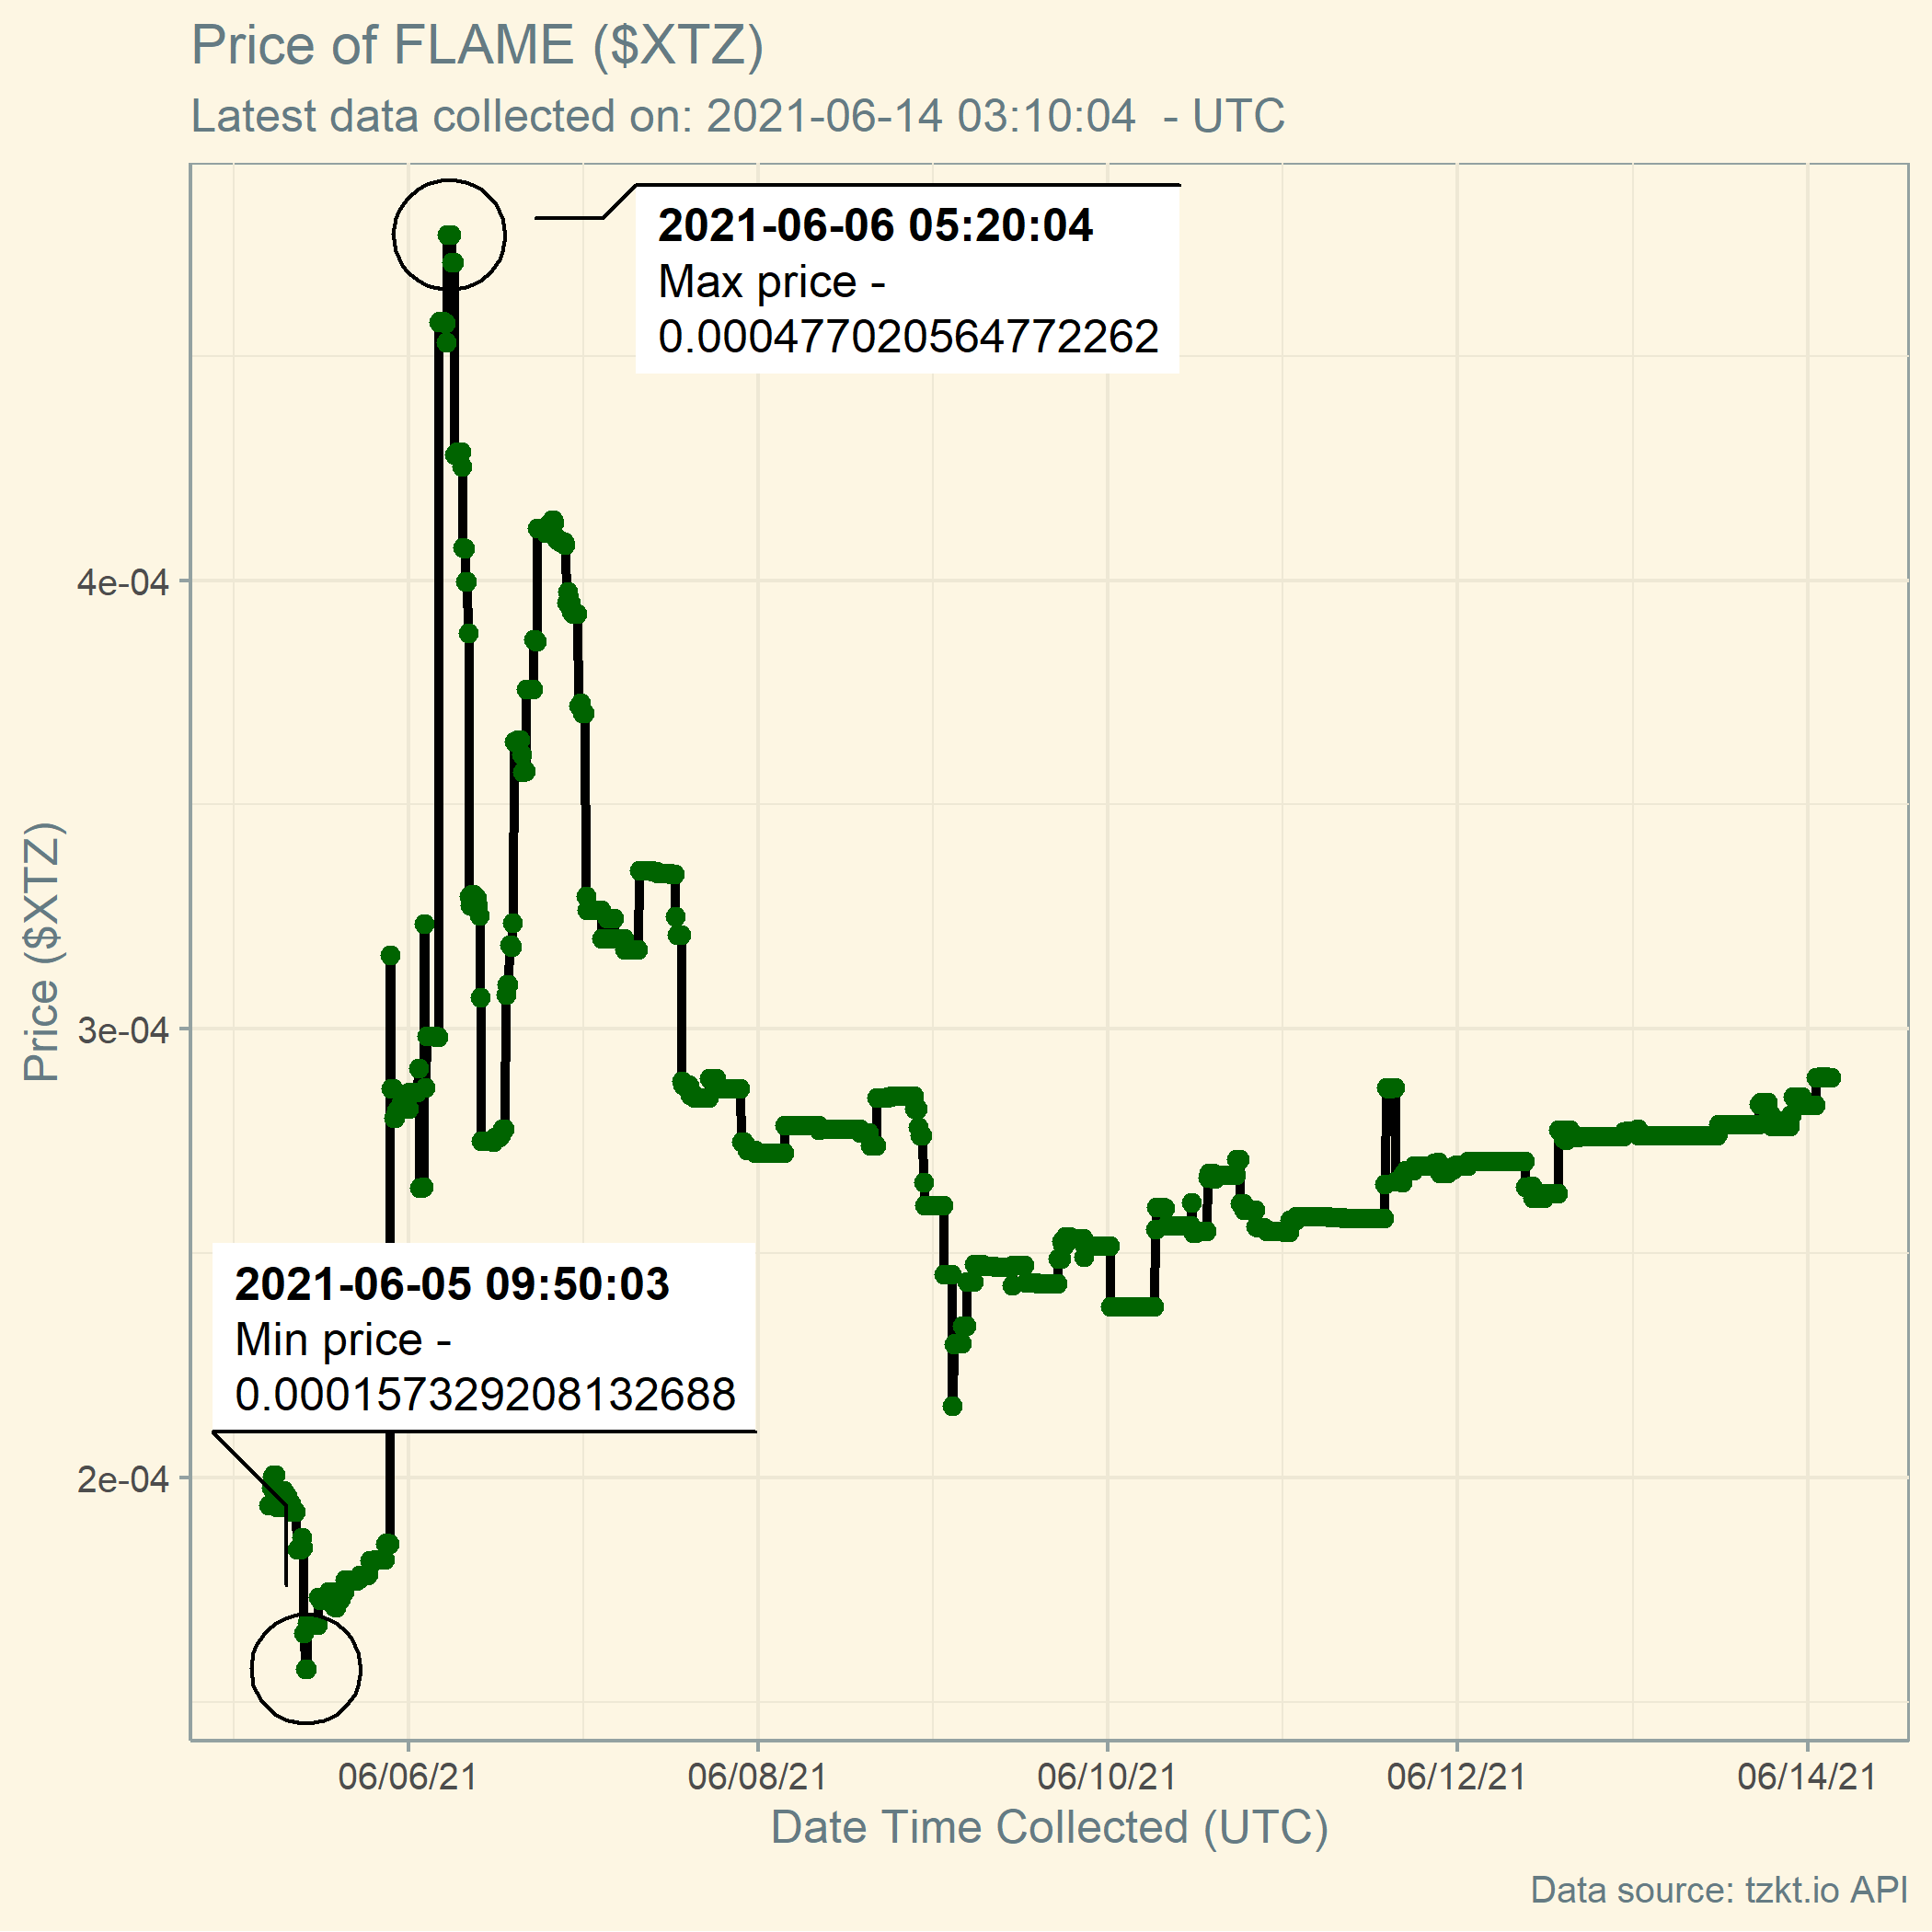 Price of FLAME ($XTZ)
Latest data collected on: 2021-06-14 03:10:04  - UTC
2021-06-06 05:20:04
Max price -
0.000477020564772262
4e-04
3e-04
2e-04
Price ($XTZ)
2021-06-05 09:50:03
Min price -
0.000157329208132688
06/06/21
06/08/21
06/10/21
06/12/21
06/14/21
Date Time Collected (UTC)
Data source: tzkt.io API